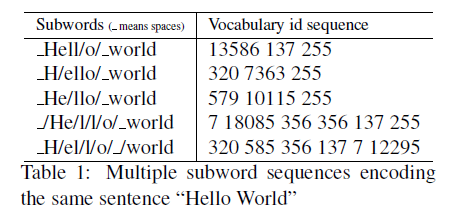 Subwords (_ means spaces) Vocabulary id sequence
_Hell/o/_world 13586 137 255
_H/ello/_world 320 7363 255
_He/llo/_world 579 10115 255
_/He/l/l/o/_world 7 18085 356 356 137 255
_H/el/l/o/_/world 320 585 356 137 7 12295
Table 1: Multiple subword sequences encoding
the same sentence “Hello World”